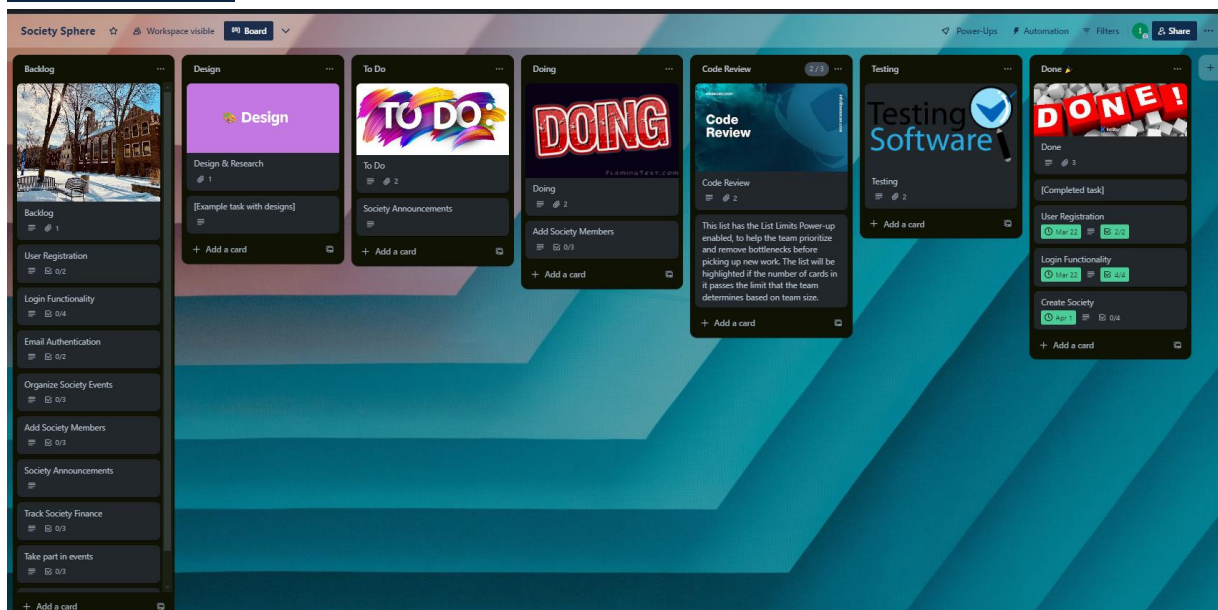 Society Sphere
Workspace visible
Board
Power-Ups
Automation
Filters
Share
Backlog
Backlog
1
User Registration
0/2
Login Functionality
0/4
Email Authentication
0/2
Organize Society Events
0/3
Add Society Members
0/3
Society Announcements
Track Society Finance
0/3
Take part in events
0/3
+ Add a card
Design
Design
Design & Research
1
[Example task with designs]
+ Add a card
To Do
TO DO:
To Do
2
Society Announcements
+ Add a card
Doing
DOING
FLAMINGTEXT.COM
Doing
2
Add Society Members
0/3
+ Add a card
Code Review
2/3
Code
Review
Code Review
2
This list has the List Limits Power-up
enabled, to help the team prioritize
and remove bottlenecks before
picking up new work. The list will be
highlighted if the number of cards in
it passes the limit that the team
determines based on team size.
+ Add a card
Testing
Testing
Software
Testing
2
+ Add a card
Done 🎉
DONE!
Done
3
[Completed task]
User Registration
Mar 22 2/2
Login Functionality
Mar 22 4/4
Create Society
Apr 1 0/4
+ Add a card